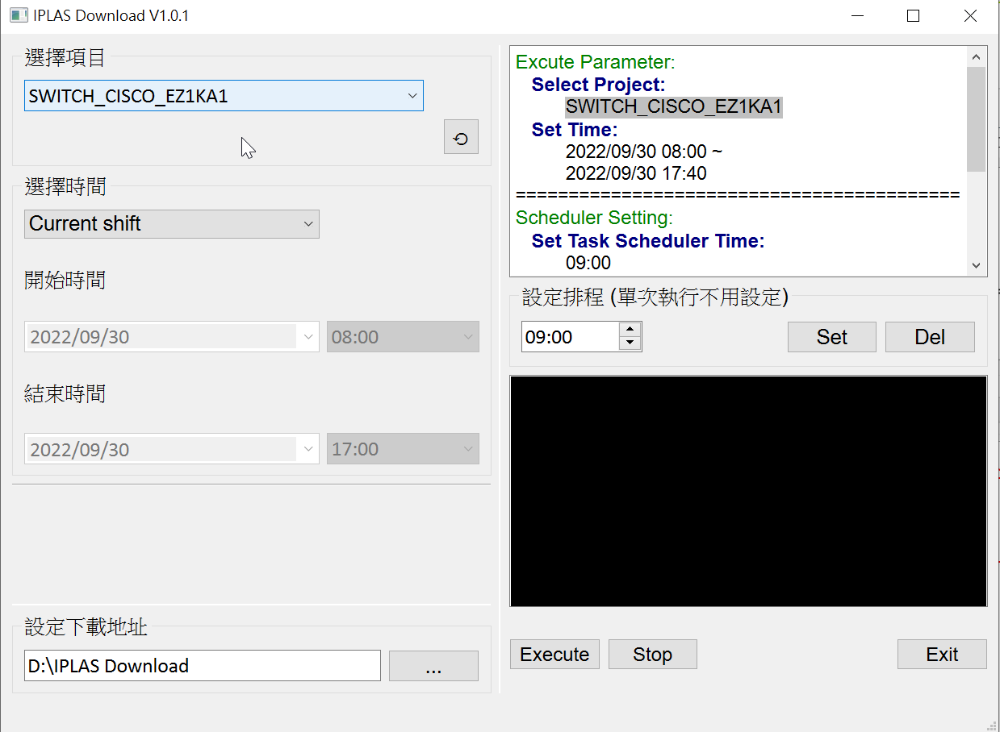 IPLAS Download V1.0.1
選擇項目
SWITCH_CISCO_EZ1KA1
選擇時間
Current shift
開始時間
2022/09/30
08:00
結束時間
2022/09/30
17:00
設定下載地址
D:\IPLAS Download
...
Excute Parameter:
Select Project:
SWITCH_CISCO_EZ1KA1
Set Time:
2022/09/30 08:00 ~
2022/09/30 17:40
==========================================
Scheduler Setting:
Set Task Scheduler Time:
09:00
設定排程 (單次執行不用設定)
09:00
Set
Del
Execute
Stop
Exit